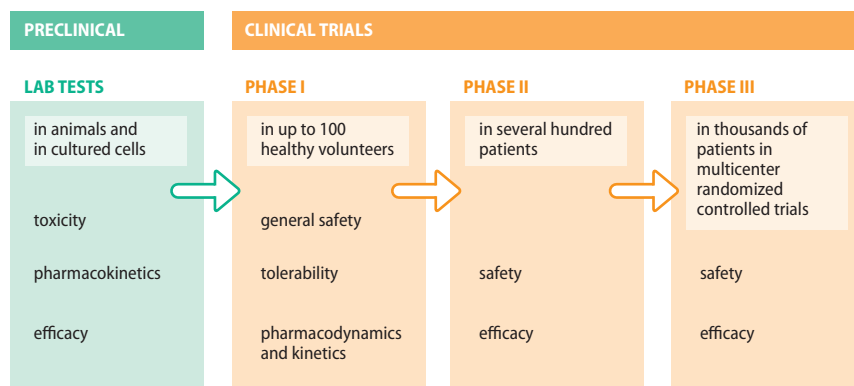 PRECLINICAL
CLINICAL TRIALS
LAB TESTS
in animals and
in cultured cells
toxicity
pharmacokinetics
efficacy
PHASE I
in up to 100
healthy volunteers
general safety
tolerability
pharmacodynamics
and kinetics
PHASE II
in several hundred
patients
safety
efficacy
PHASE III
in thousands of
patients in
multicenter
randomized
controlled trials
safety
efficacy